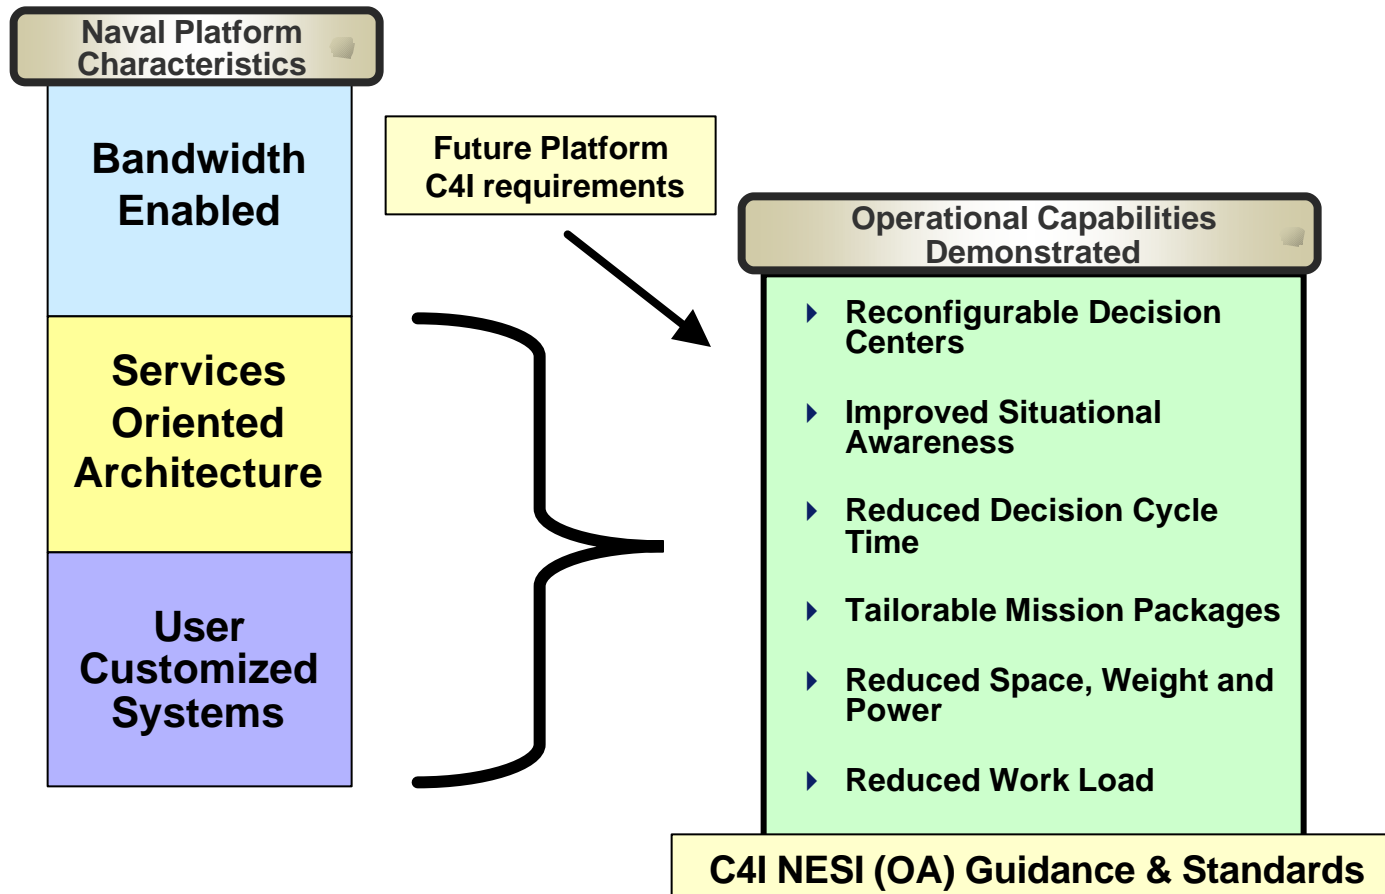 Naval Platform
Characteristics
Bandwidth
Enabled
Services
Oriented
Architecture
User
Customized
Systems
Future Platform
C4I requirements
Operational Capabilities
Demonstrated
Reconfigurable Decision
Centers
Improved Situational
Awareness
Reduced Decision Cycle
Time
Tailorable Mission Packages
Reduced Space, Weight and
Power
Reduced Work Load
C4I NESI (OA) Guidance & Standards